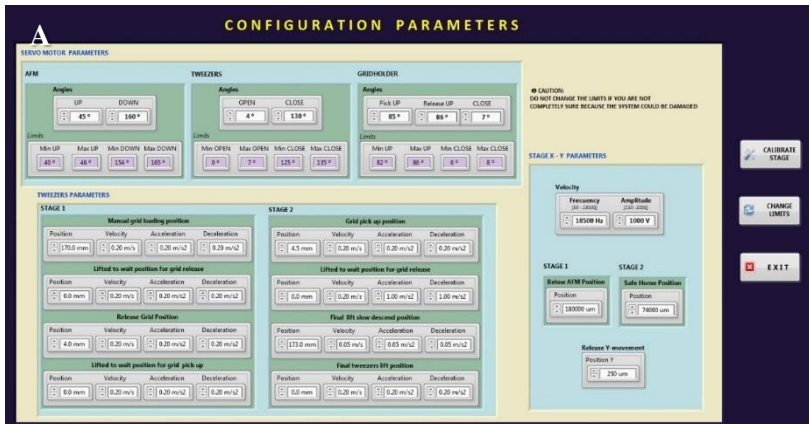 CONFIGURATION PARAMETERS
A
SERVO MOTOR PARAMETERS
AFM
TWEEZERS
GRIDHOLDER
Angles
UP DOWN
45 º 160 º
Limits
Min UP Max UP Min DOWN Max DOWN
40 º 46 º 154 º 165 º
Angles
OPEN CLOSE
4 º 130 º
Min OPEN Max OPEN Min CLOSE Max CLOSE
0 º 7 º 125 º 135 º
Angles
Pick UP Release UP CLOSE
85 º 86 º 7 º
Limits
Min UP Max UP Min CLOSE Max CLOSE
82 º 86 º 6 º 8 º
CAUTION:
DO NOT CHANGE THE LIMITS IF YOU ARE NOT
COMPLETELY SURE BECAUSE THE SYSTEM COULD BE DAMAGED
TWEEZERS PARAMETERS
STAGE 1
Manual grid loading position
Position Velocity Acceleration Deceleration
170.0 mm 0.20 m/s 0.20 m/s2 0.20 m/s2
Lifted to wait position for grid release
Position Velocity Acceleration Deceleration
0.0 mm 0.20 m/s 0.20 m/s2 0.20 m/s2
Release Grid Position
Position Velocity Acceleration Deceleration
4.0 mm 0.20 m/s 0.20 m/s2 0.20 m/s2
Lifted to wait position for grid pick up
Position Velocity Acceleration Deceleration
0.0 mm 0.20 m/s 0.20 m/s2 0.20 m/s2
STAGE 2
Grid pick up position
Position Velocity Acceleration Deceleration
4.5 mm 0.20 m/s 0.20 m/s2 0.20 m/s2
Lifted to wait position for grid release
Position Velocity Acceleration Deceleration
0.0 mm 0.20 m/s 1.00 m/s2 1.00 m/s2
Final lift slow descend position
Position Velocity Acceleration Deceleration
173.0 mm 0.05 m/s 0.05 m/s2 0.05 m/s2
Final tweezers lift position
Position Velocity Acceleration Deceleration
0.0 mm 0.20 m/s 0.20 m/s2 0.20 m/s2
STAGE X - Y PARAMETERS
Velocity
Frecuency Amplitude
18500 Hz 1000 V
STAGE 1
Below AFM Position
Position
180000 um
STAGE 2
Safe Home Position
Position
74000 um
Release Y-movement
Position Y
250 um
CALIBRATE
STAGE
CHANGE
LIMITS
EXIT